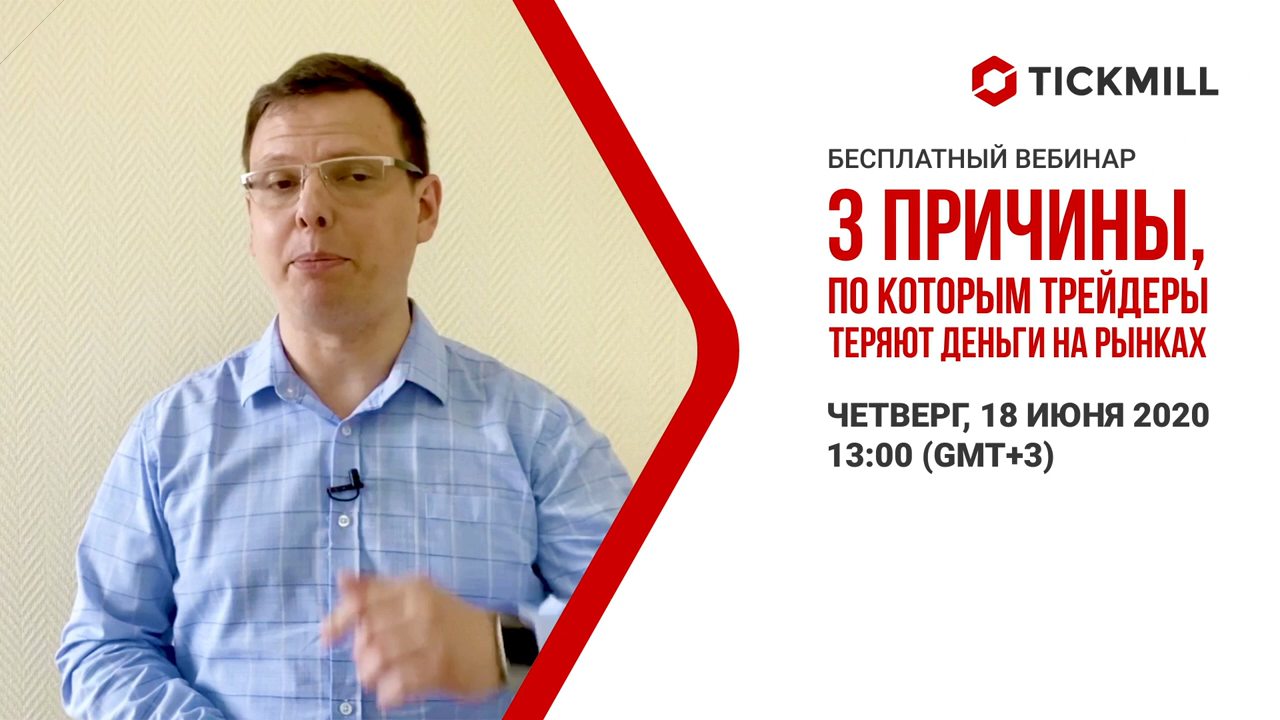 TICKMILL
БЕСПЛАТНЫЙ ВЕБИНАР
3 ПРИЧИНЫ,
ПО КОТОРЫМ ТРЕЙДЕРЫ
ТЕРЯЮТ ДЕНЬГИ НА РЫНКАХ
ЧЕТВЕРГ, 18 ИЮНЯ 2020
13:00 (GMT+3)